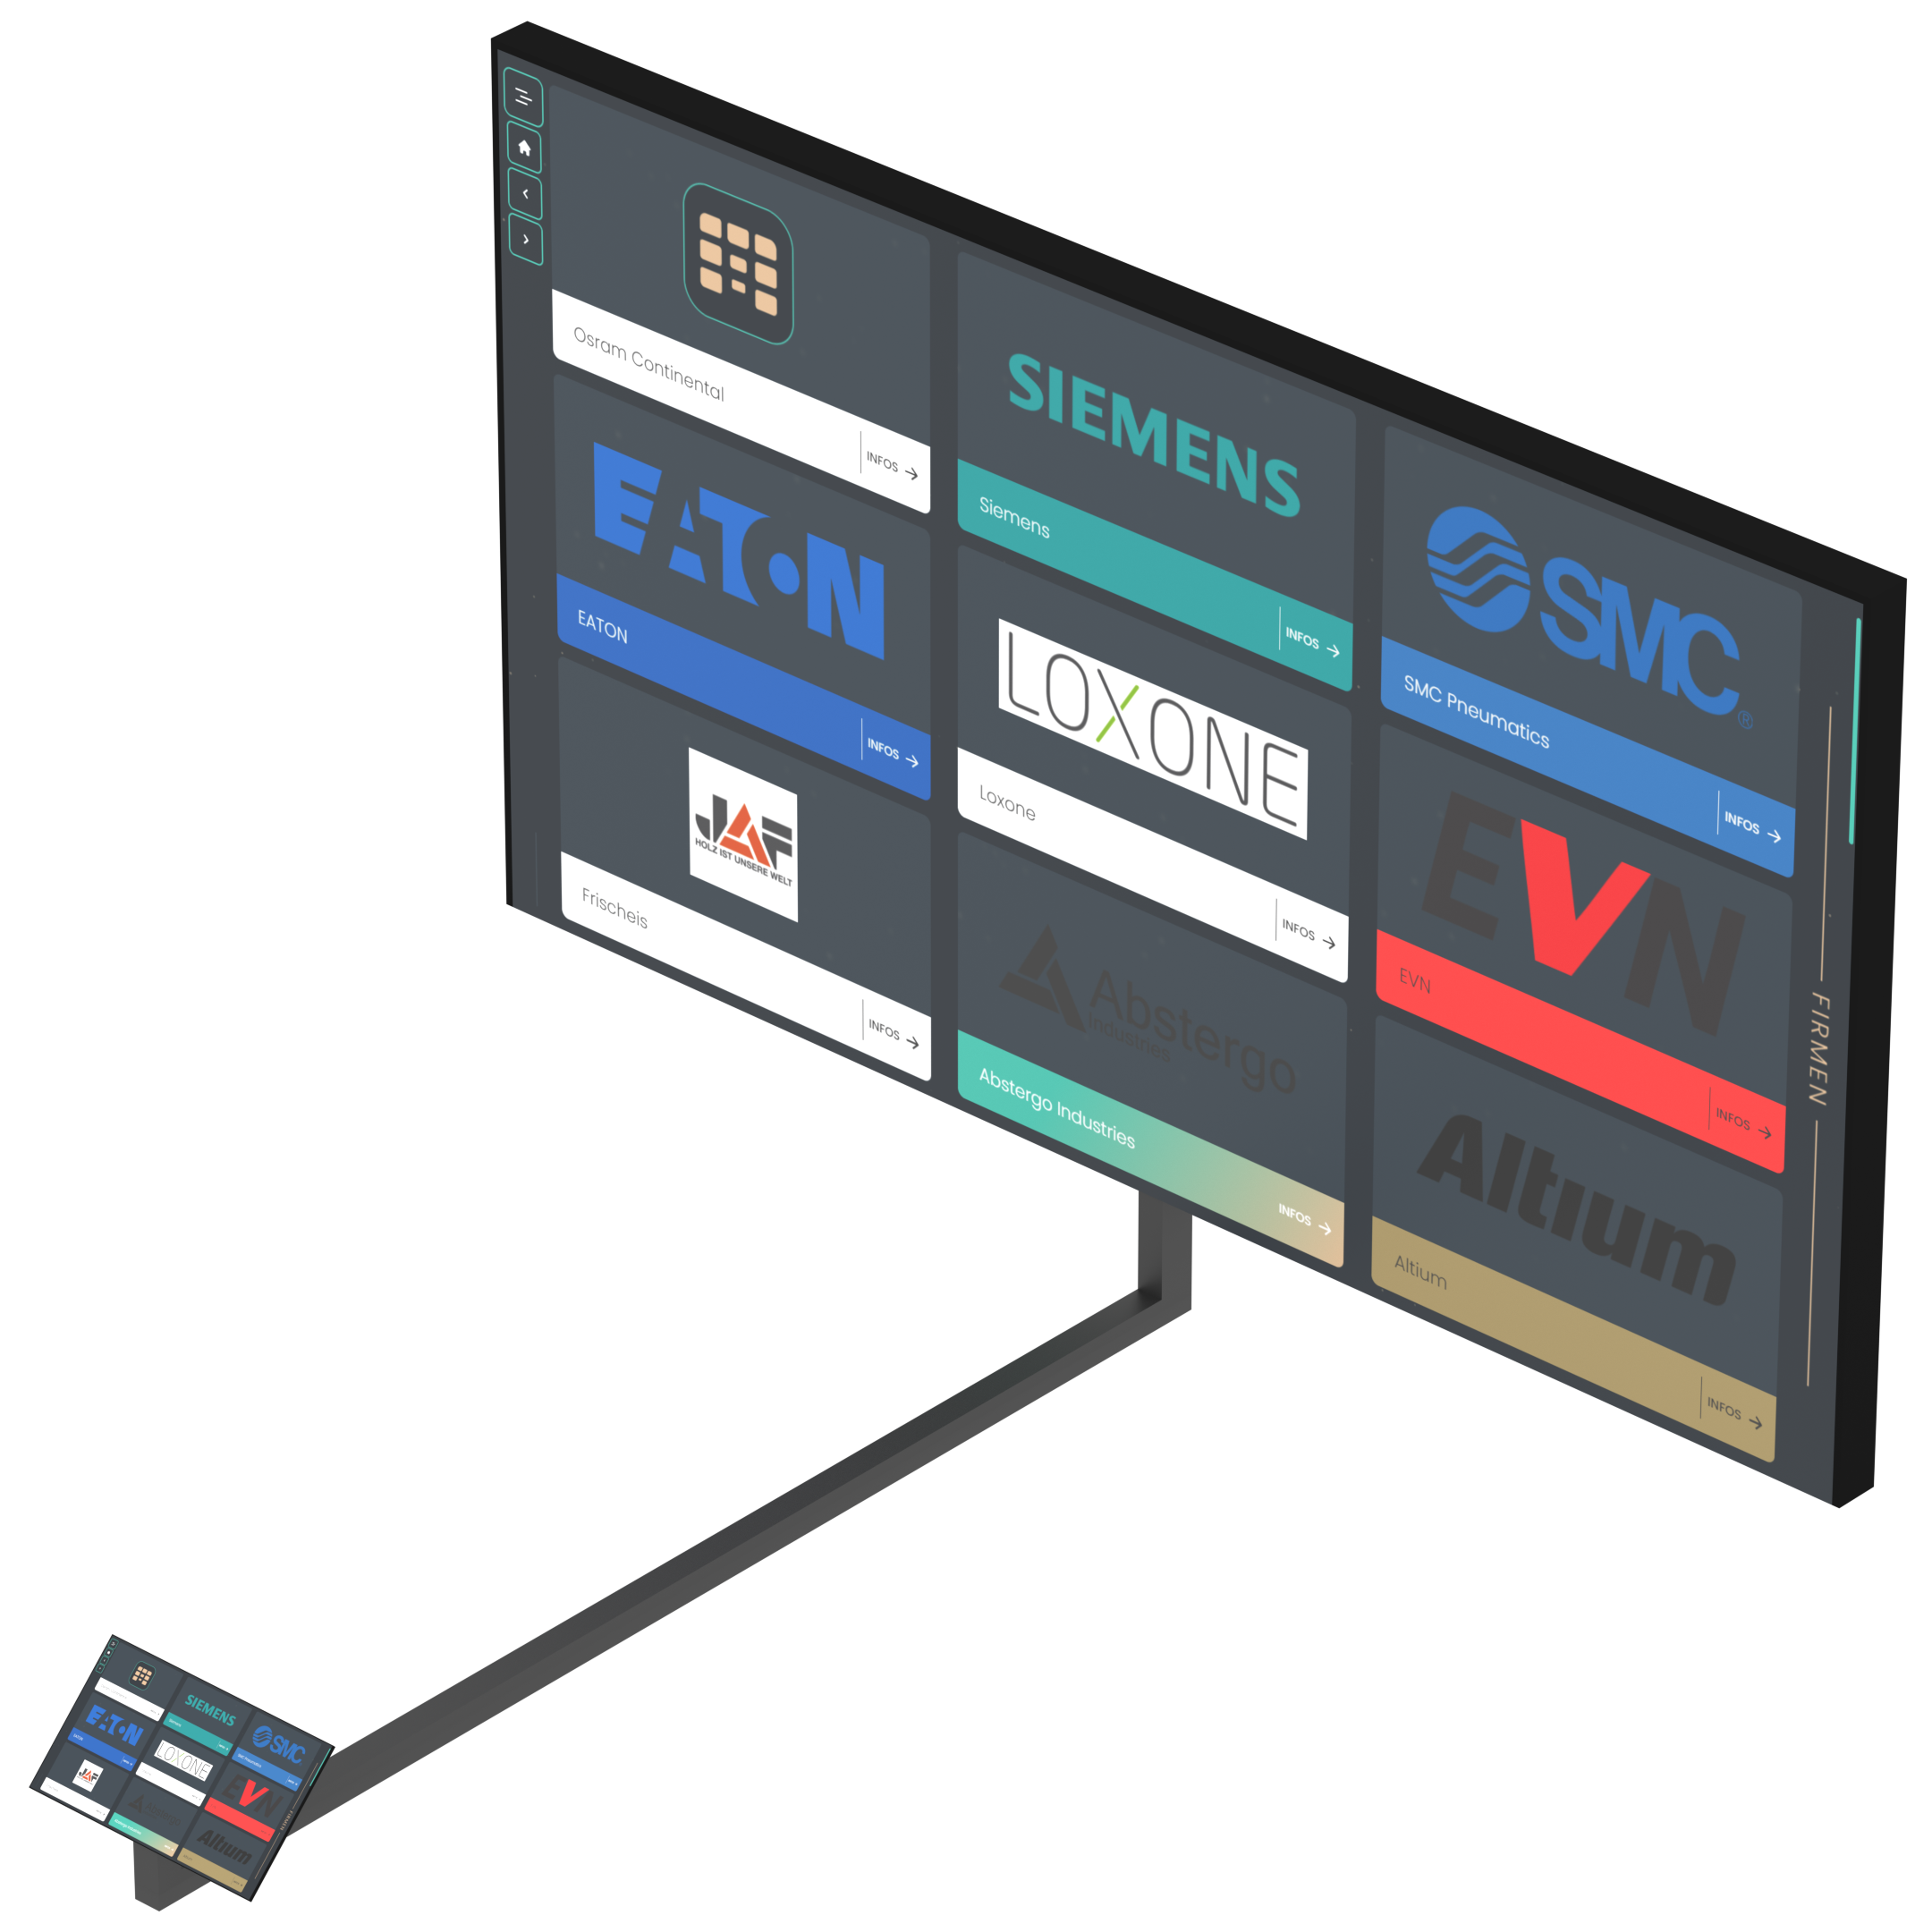 Osram Continental
INFOS →
SIEMENS
Siemens
INFOS →
SMC®
SMC Pneumatics
INFOS →
EATON
EATON
INFOS →
LOXONE
Loxone
INFOS →
EVN
EVN
INFOS →
JAF
HOLZ IST UNSERE WELT
Frischeis
INFOS →
Abstergo
Industries
Abstergo Industries
INFOS →
Altium
Altium
INFOS →
FIRMEN
SIEMENS
SMC
EATON
LOXONE
EVN
JAF
Altium